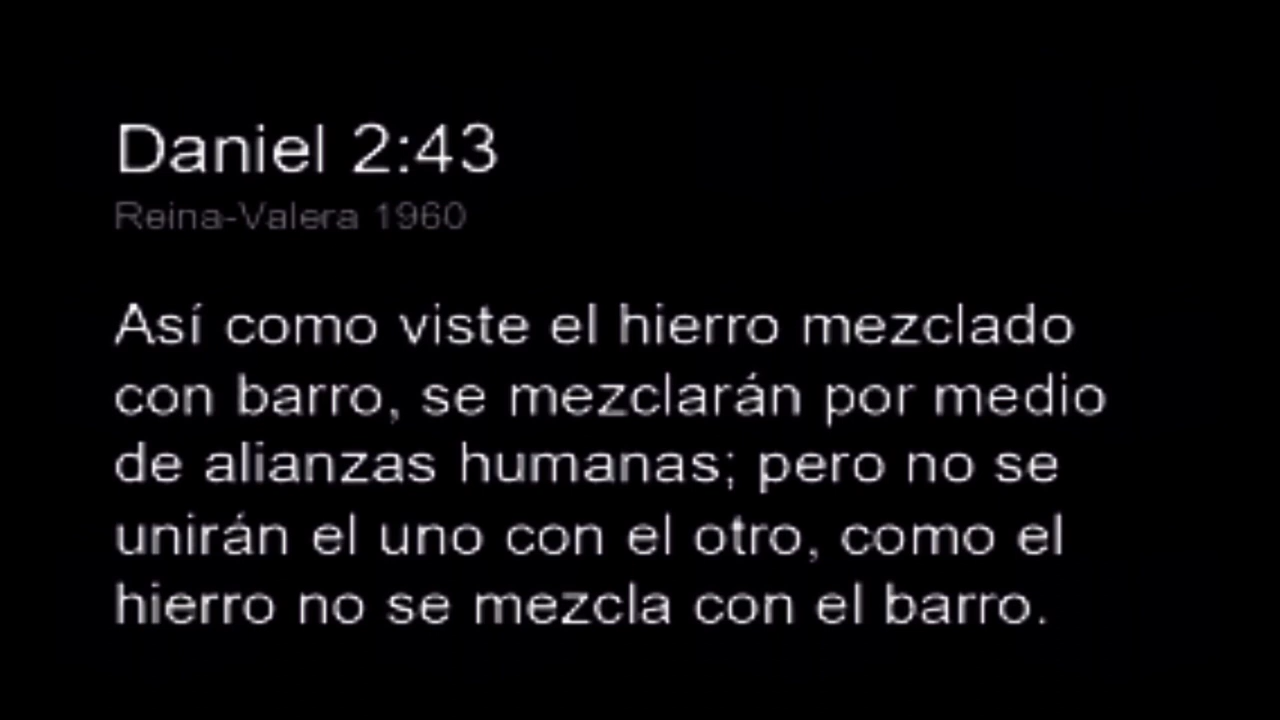 Daniel 2:43
Reina-Valera 1960
Así como viste el hierro mezclado
con barro, se mezclarán por medio
de alianzas humanas; pero no se
unirán el uno con el otro, como el
hierro no se mezcla con el barro.